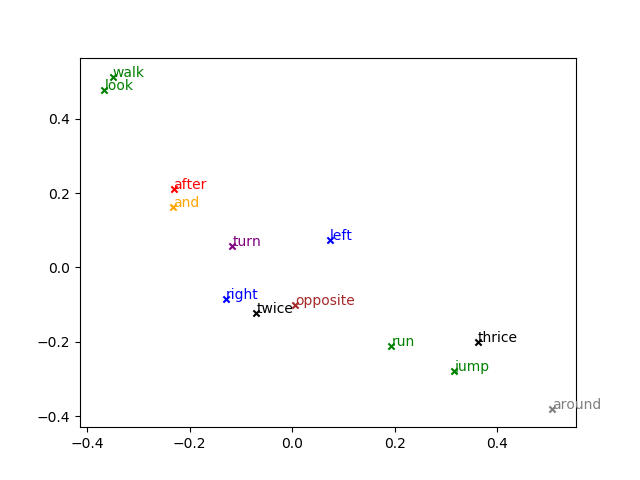 walk
look
0.4
after
0.2
and
turn
left
0.0
right
opposite
twice
−0.2
run
thrice
jump
around
−0.4
−0.4
−0.2
0.0
0.2
0.4